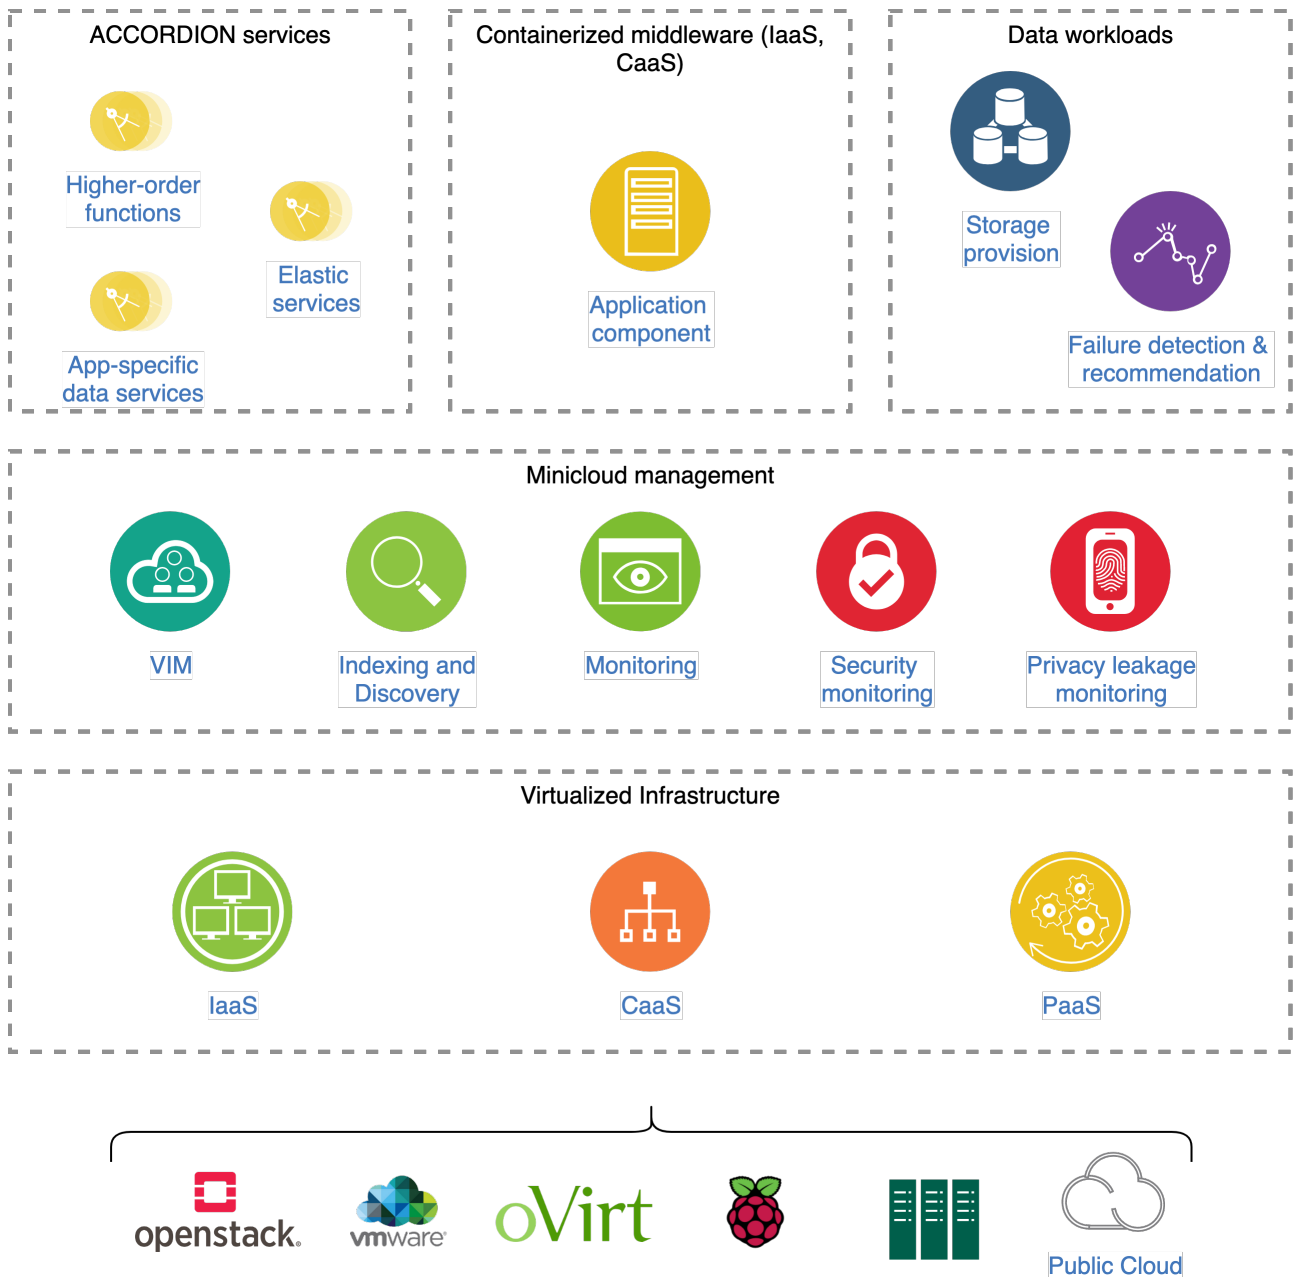 ACCORDION services
Higher-order
functions
Elastic
services
App-specific
data services
Containerized middleware (IaaS,
CaaS)
Application
component
Data workloads
Storage
provision
Failure detection &
recommendation
Minicloud management
VIM
Indexing and
Discovery
Monitoring
Security
monitoring
Privacy leakage
monitoring
Virtualized Infrastructure
IaaS
CaaS
PaaS
openstack.
vmware®
oVirt
Public Cloud